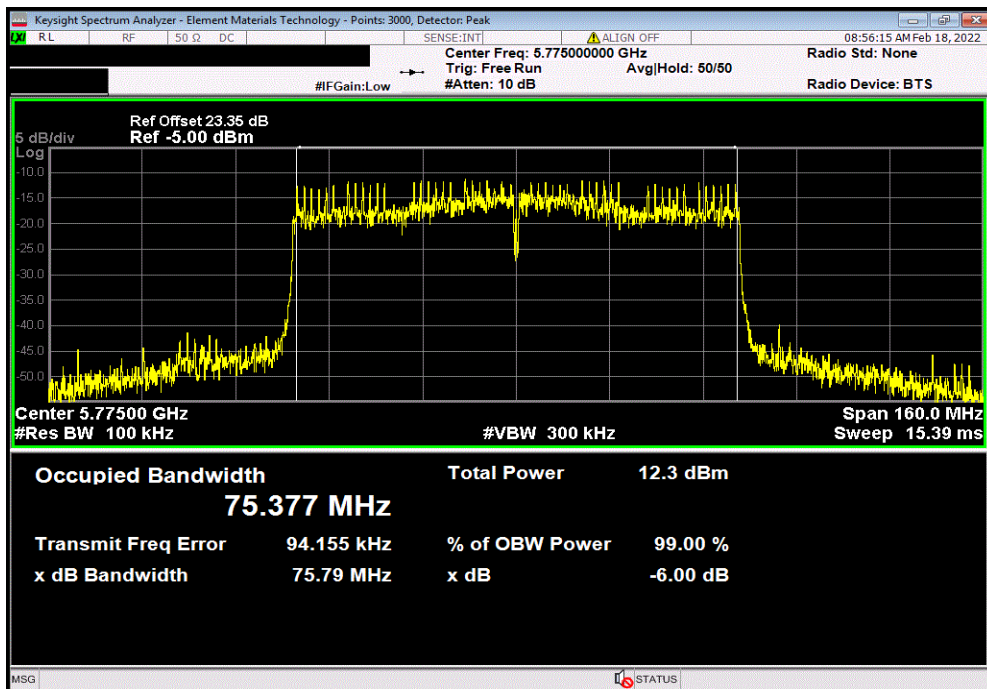 Keysight Spectrum Analyzer - Element Materials Technology - Points: 3000, Detector: Peak
LXI RL RF 50 Ω DC SENSE:INT ALIGN OFF 08:56:15 AM Feb 18, 2022
Center Freq: 5.775000000 GHz Radio Std: None
Trig: Free Run Avg|Hold: 50/50
#IFGain:Low #Atten: 10 dB Radio Device: BTS
Ref Offset 23.35 dB
5 dB/div Ref -5.00 dBm
Log
-10.0
-15.0
-20.0
-25.0
-30.0
-35.0
-40.0
-45.0
-50.0
Center 5.77500 GHz Span 160.0 MHz
#Res BW 100 kHz #VBW 300 kHz Sweep 15.39 ms
Occupied Bandwidth Total Power 12.3 dBm
75.377 MHz
Transmit Freq Error 94.155 kHz % of OBW Power 99.00 %
x dB Bandwidth 75.79 MHz x dB -6.00 dB
MSG STATUS